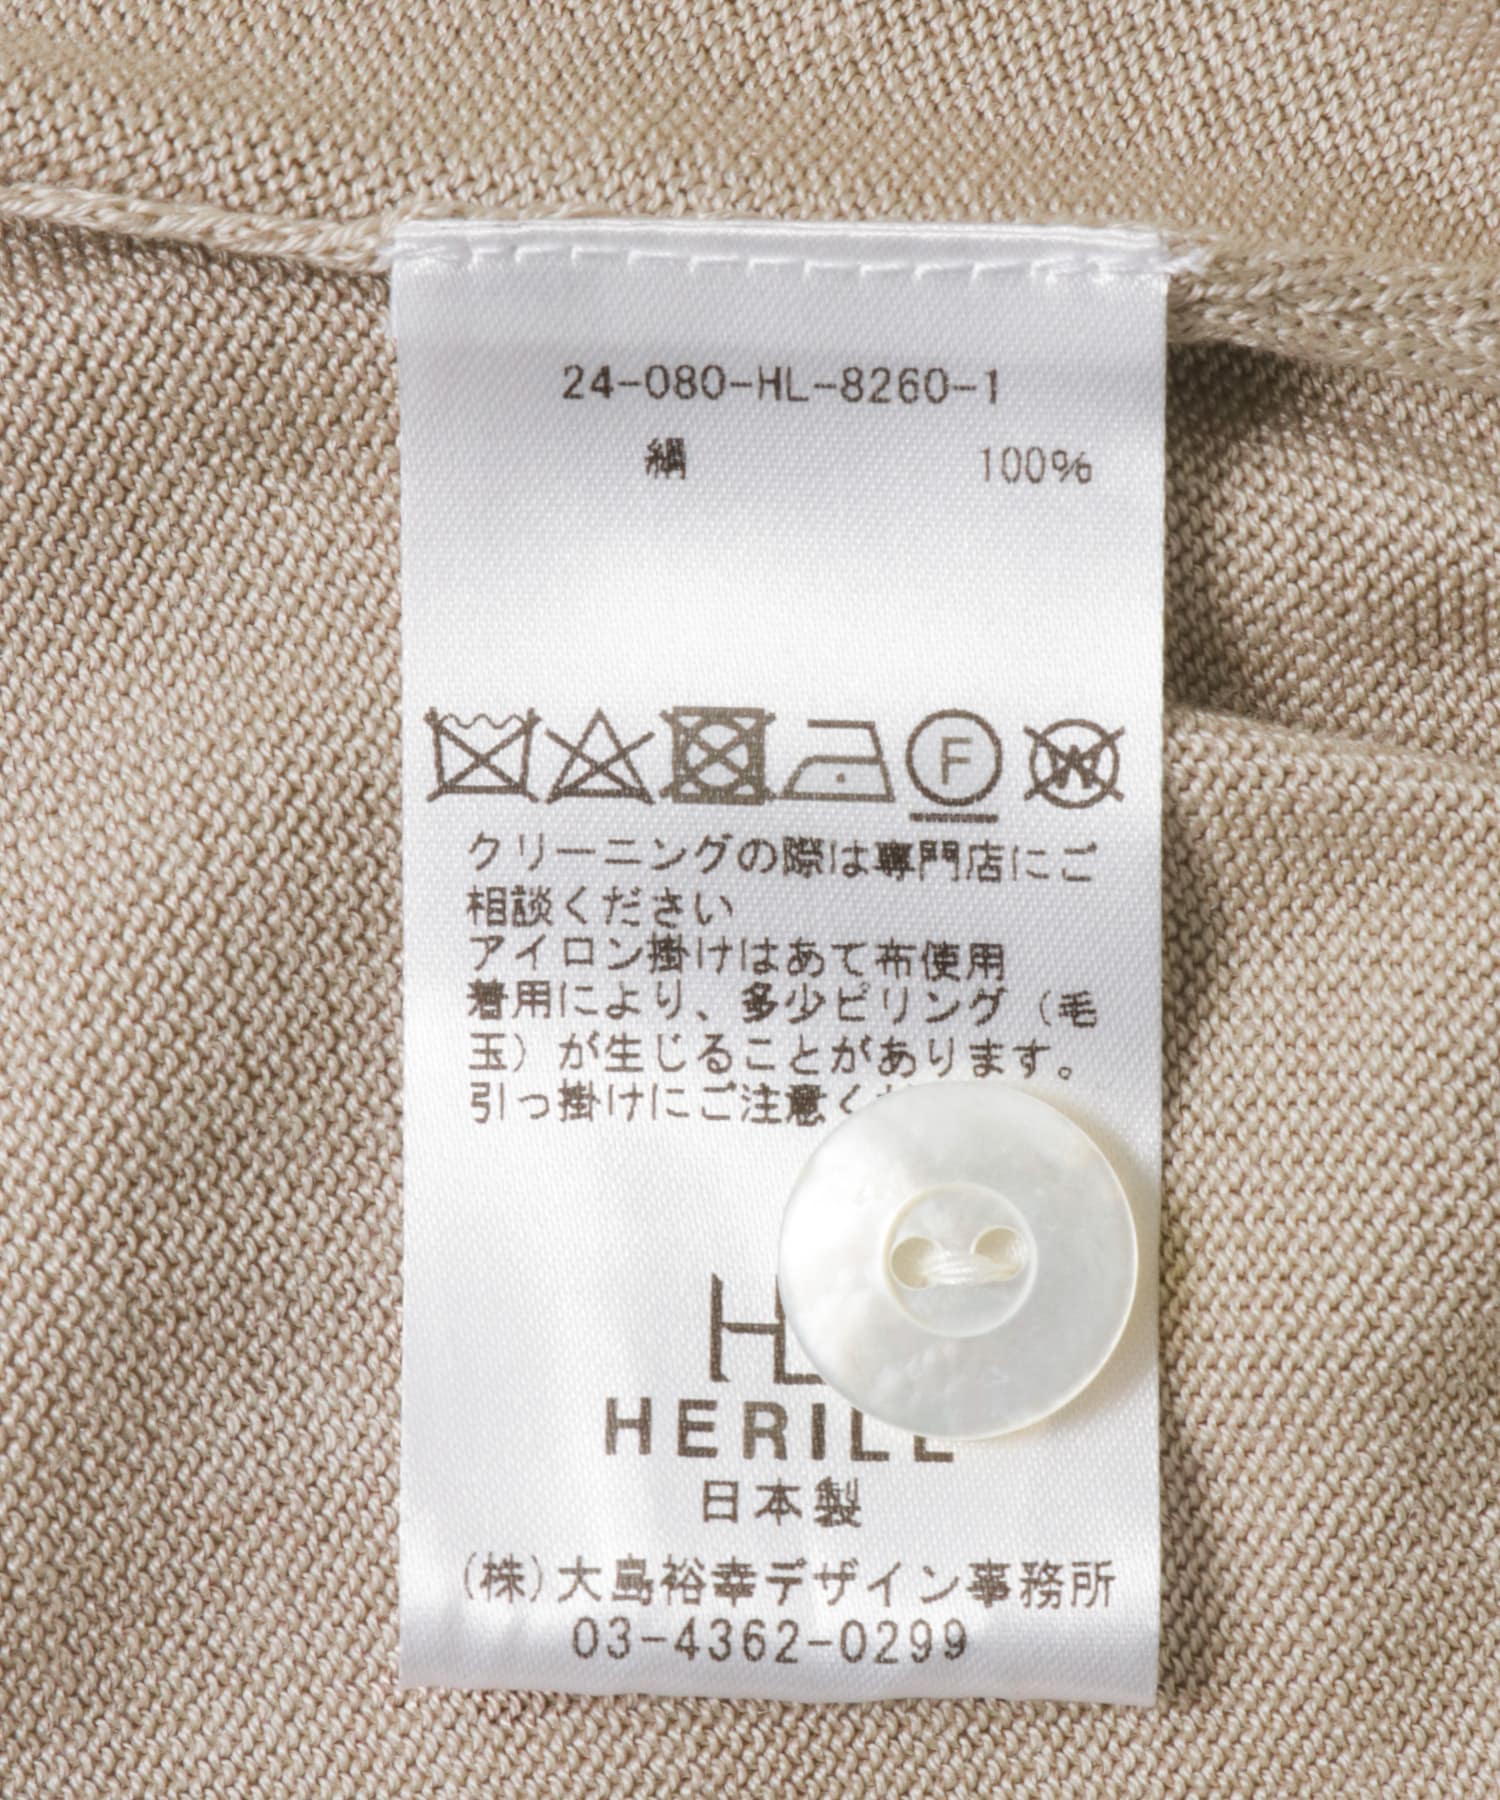 24-080-HL-8260-1
絹 100%
F
W
クリーニングの際は専門店にご
相談ください
アイロン掛けはあて布使用
着用により、多少ピリング（毛
玉）が生じることがあります。
引っ掛けにご注意く
HL
HERILL
日本製
(株)大島裕幸デザイン事務所
03-4362-0299